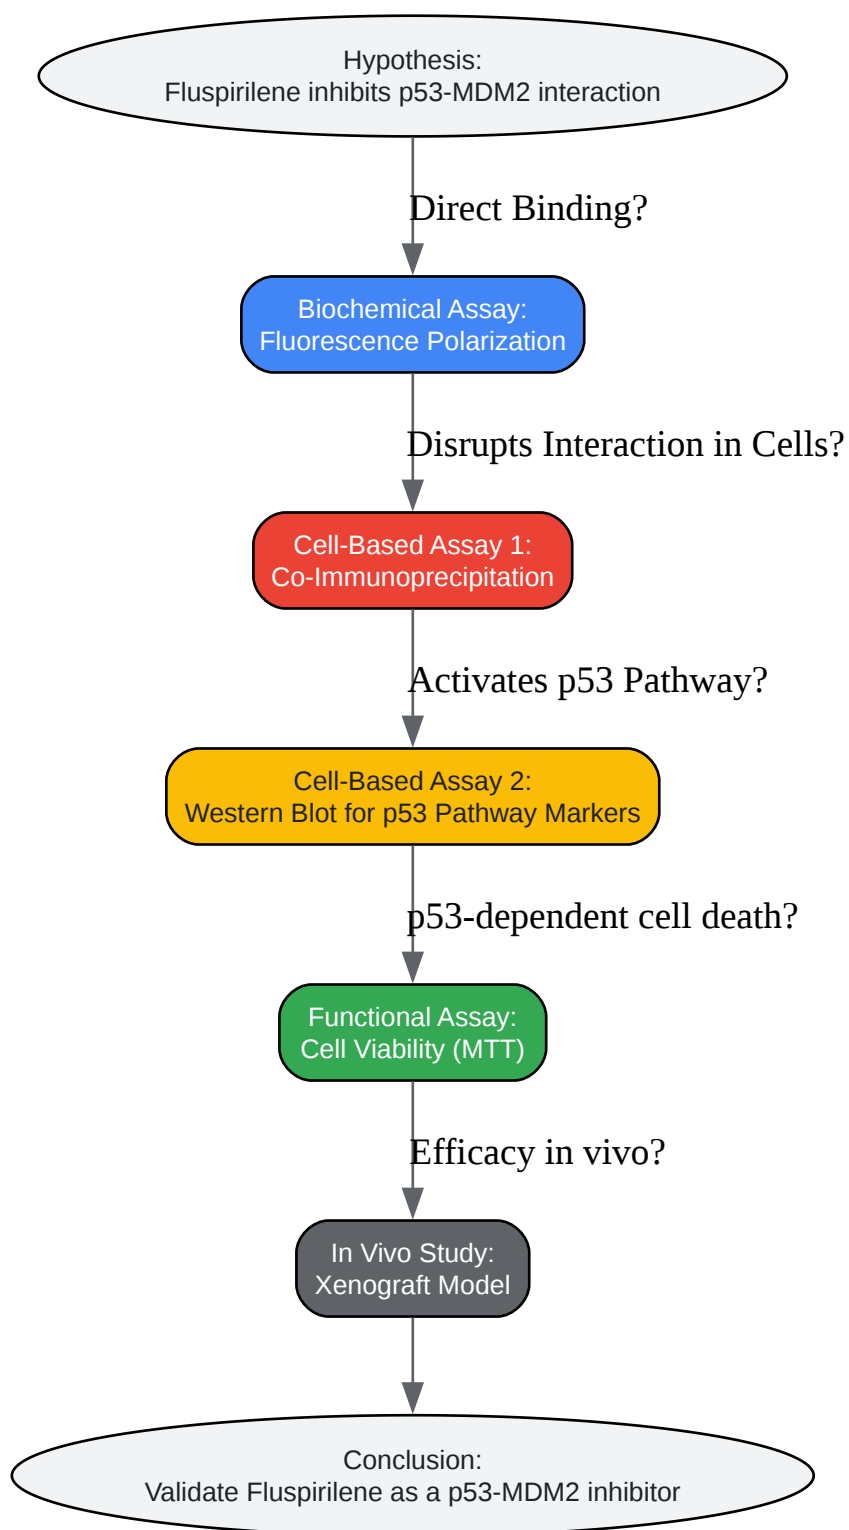 Hypothesis:
Fluspirilene inhibits p53-MDM2 interaction
Direct Binding?
Biochemical Assay:
Fluorescence Polarization
Disrupts Interaction in Cells?
Cell-Based Assay 1:
Co-Immunoprecipitation
Activates p53 Pathway?
Cell-Based Assay 2:
Western Blot for p53 Pathway Markers
p53-dependent cell death?
Functional Assay:
Cell Viability (MTT)
Efficacy in vivo?
In Vivo Study:
Xenograft Model
Conclusion:
Validate Fluspirilene as a p53-MDM2 inhibitor